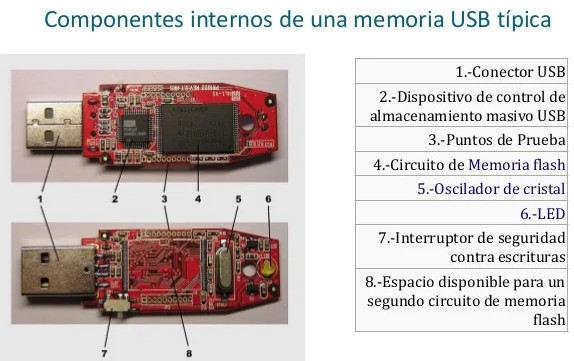 Componentes internos de una memoria USB típica
1.-Conector USB
2.-Dispositivo de control de
almacenamiento masivo USB
3.-Puntos de Prueba
4.-Circuito de Memoria flash
5.-Oscilador de cristal
6.-LED
7.-Interruptor de seguridad
contra escrituras
8.-Espacio disponible para un
segundo circuito de memoria
flash
1
2
3
4
5
6
7
8